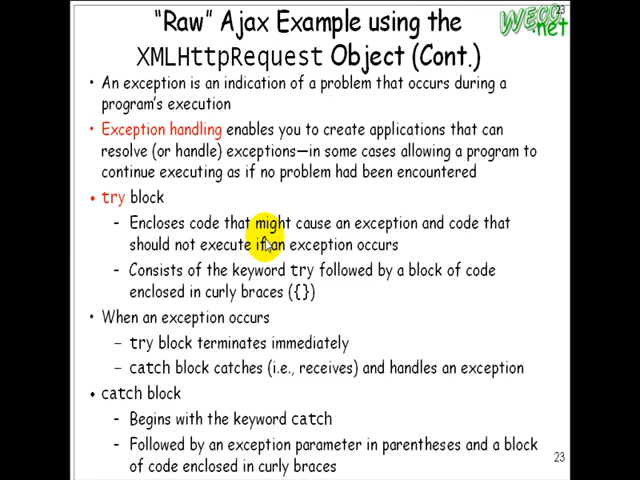 23
"Raw" Ajax Example using the
XMLHttpRequest Object (Cont.)
WECO
.net
• An exception is an indication of a problem that occurs during a
program's execution
• Exception handling enables you to create applications that can
resolve (or handle) exceptions—in some cases allowing a program to
continue executing as if no problem had been encountered
• try block
– Encloses code that might cause an exception and code that
should not execute if an exception occurs
– Consists of the keyword try followed by a block of code
enclosed in curly braces ({})
• When an exception occurs
– try block terminates immediately
– catch block catches (i.e., receives) and handles an exception
• catch block
– Begins with the keyword catch
– Followed by an exception parameter in parentheses and a block
of code enclosed in curly braces
23